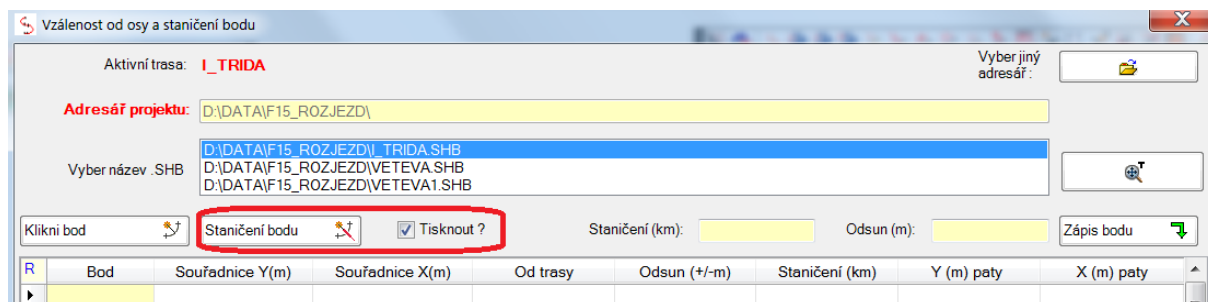 Vzálenost od osy a staničení bodu
Aktivní trasa: I_TRIDA
Vyber jiný
adresář :
Adresář projektu: D:\DATA\F15_ROZJEZD\
Vyber název .SHB
D:\DATA\F15_ROZJEZD\I_TRIDA.SHB
D:\DATA\F15_ROZJEZD\VETEVA.SHB
D:\DATA\F15_ROZJEZD\VETEVA1.SHB
T
Klikni bod Staničení bodu Tisknout ? Staničení (km): Odsun (m): Zápis bodu
R Bod Souřadnice Y(m) Souřadnice X(m) Od trasy Odsun (+/-m) Staničení (km) Y (m) paty X (m) paty